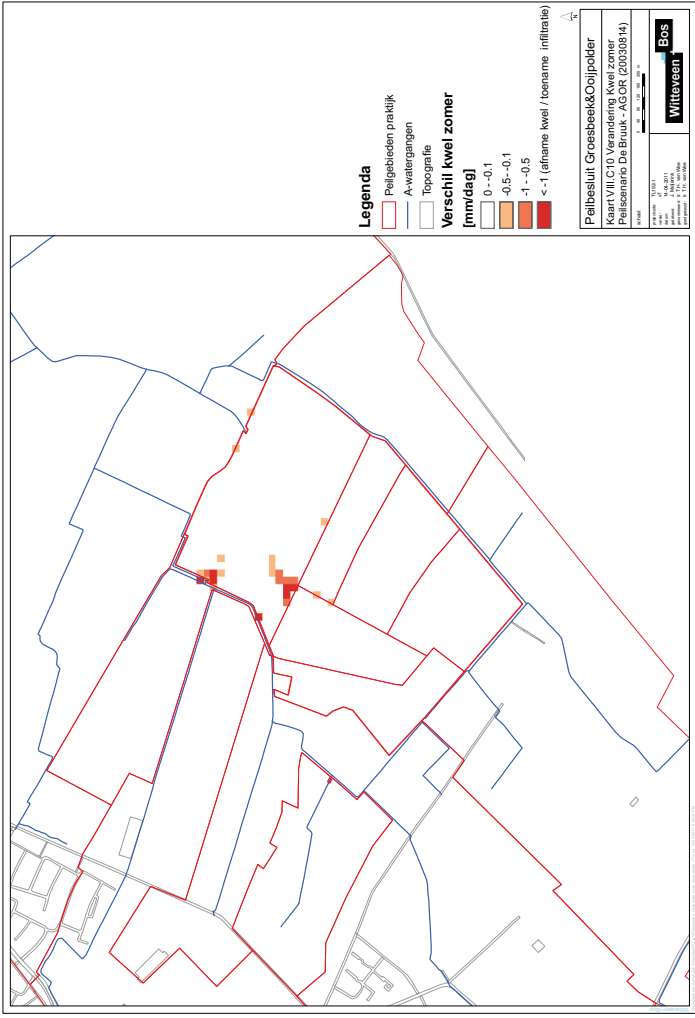 Legenda
Peilgebieden praktijk
A-watergangen
Topografie
Verschil kwel zomer
[mm/dag]
0 - -0.1
-0.5 - -0.1
-1 - -0.5
< -1 (afname kwel / toename infiltratie)
Peilbesluit Groesbeek&Ooijpolder
Kaart VIII.C10 Verandering Kwel zomer
Peilscenario De Bruuk - AGOR (20030814)
Witteveen
Bos